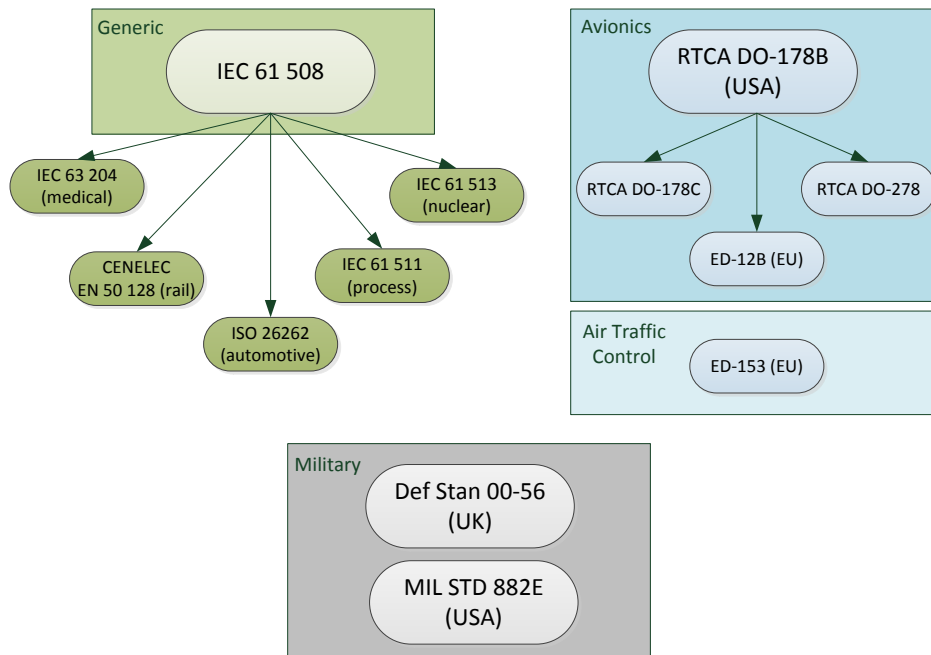 Generic
IEC 61 508
IEC 63 204
(medical)
IEC 61 513
(nuclear)
CENELEC
EN 50 128 (rail)
IEC 61 511
(process)
ISO 26262
(automotive)
Avionics
RTCA DO-178B
(USA)
RTCA DO-178C
RTCA DO-278
ED-12B (EU)
Air Traffic
Control
ED-153 (EU)
Military
Def Stan 00-56
(UK)
MIL STD 882E
(USA)